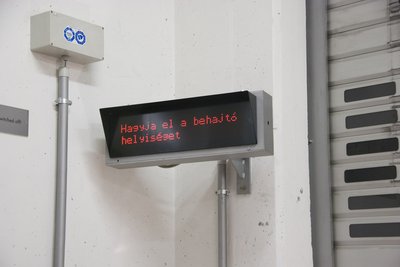 Hagyja el a behajtó
helyiséget